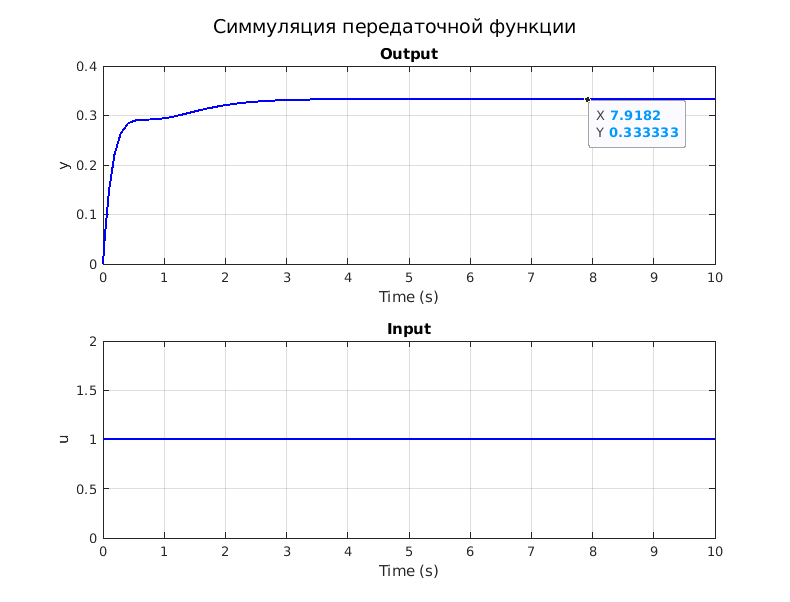 Симмуляция передаточной функции
Output
0.4
0.3
0.2
0.1
0
y
X 7.9182
Y 0.333333
0 1 2 3 4 5 6 7 8 9 10
Time (s)
Input
2
1.5
1
0.5
0
u
0 1 2 3 4 5 6 7 8 9 10
Time (s)